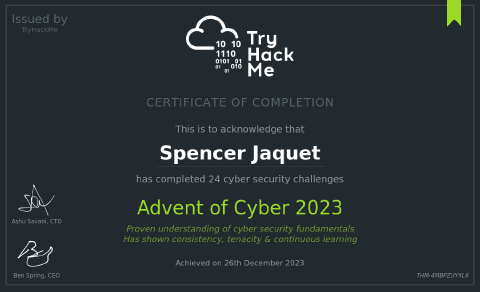 Issued by
TryHackMe
Try
Hack
Me
10 10
1110
0101 01
01 010
01
CERTIFICATE OF COMPLETION
This is to acknowledge that
Spencer Jaquet
has completed 24 cyber security challenges
Advent of Cyber 2023
Proven understanding of cyber security fundamentals
Has shown consistency, tenacity & continuous learning
Achieved on 26th December 2023
Ashu Savani, CTO
Ben Spring, CEO